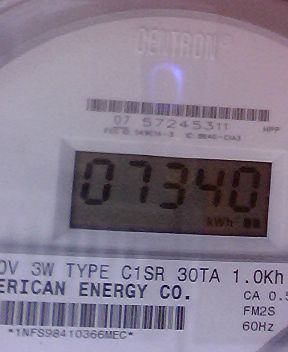 CENTRON
07 57245311
HPP
07340
kWh
0V 3W TYPE C1SR 30TA 1.0Kh
ERICAN ENERGY CO.
CA 0.5
FM2S
*1NFS98410366MEC*
60Hz